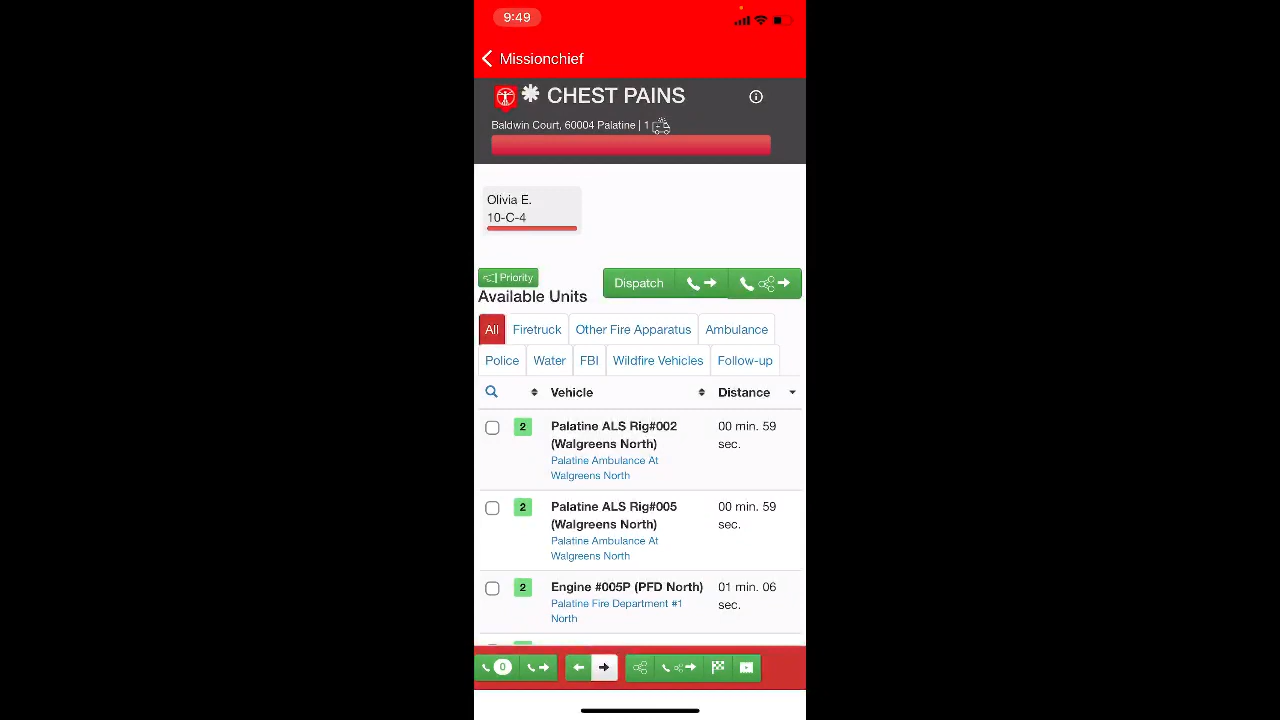 9:49
Missionchief
CHEST PAINS
Baldwin Court, 60004 Palatine | 1
Olivia E.
10-C-4
Priority
Dispatch
Available Units
All Firetruck Other Fire Apparatus Ambulance
Police Water FBI Wildfire Vehicles Follow-up
Vehicle Distance
2 Palatine ALS Rig#002 00 min. 59
(Walgreens North) sec.
Palatine Ambulance At
Walgreens North
2 Palatine ALS Rig#005 00 min. 59
(Walgreens North) sec.
Palatine Ambulance At
Walgreens North
2 Engine #005P (PFD North) 01 min. 06
Palatine Fire Department #1 sec.
North
0